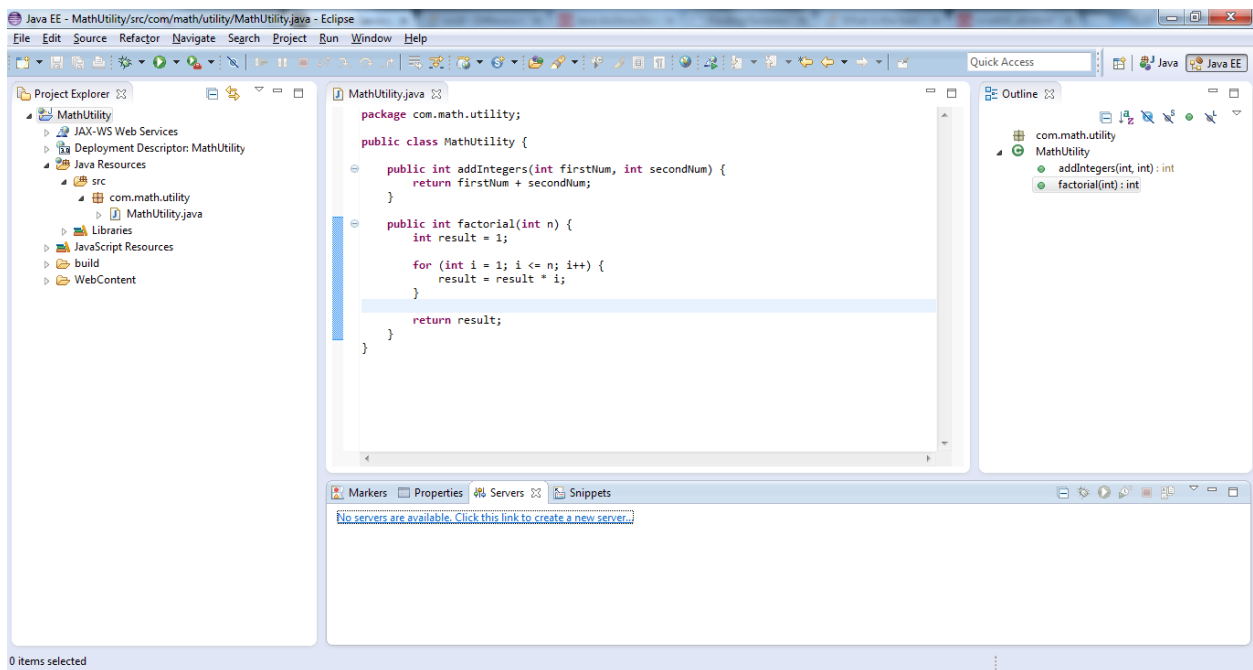 Java EE - MathUtility/src/com/math/utility/MathUtility.java - Eclipse
File Edit Source Refactor Navigate Search Project Run Window Help
Quick Access
Java
Java EE
Project Explorer
MathUtility
JAX-WS Web Services
Deployment Descriptor: MathUtility
Java Resources
src
com.math.utility
MathUtility.java
Libraries
JavaScript Resources
build
WebContent
MathUtility.java
package com.math.utility;
public class MathUtility {
public int addIntegers(int firstNum, int secondNum) {
return firstNum + secondNum;
}
public int factorial(int n) {
int result = 1;
for (int i = 1; i <= n; i++) {
result = result * i;
}
return result;
}
}
Outline
com.math.utility
MathUtility
addIntegers(int, int) : int
factorial(int) : int
Markers Properties Servers Snippets
No servers are available. Click this link to create a new server...
0 items selected